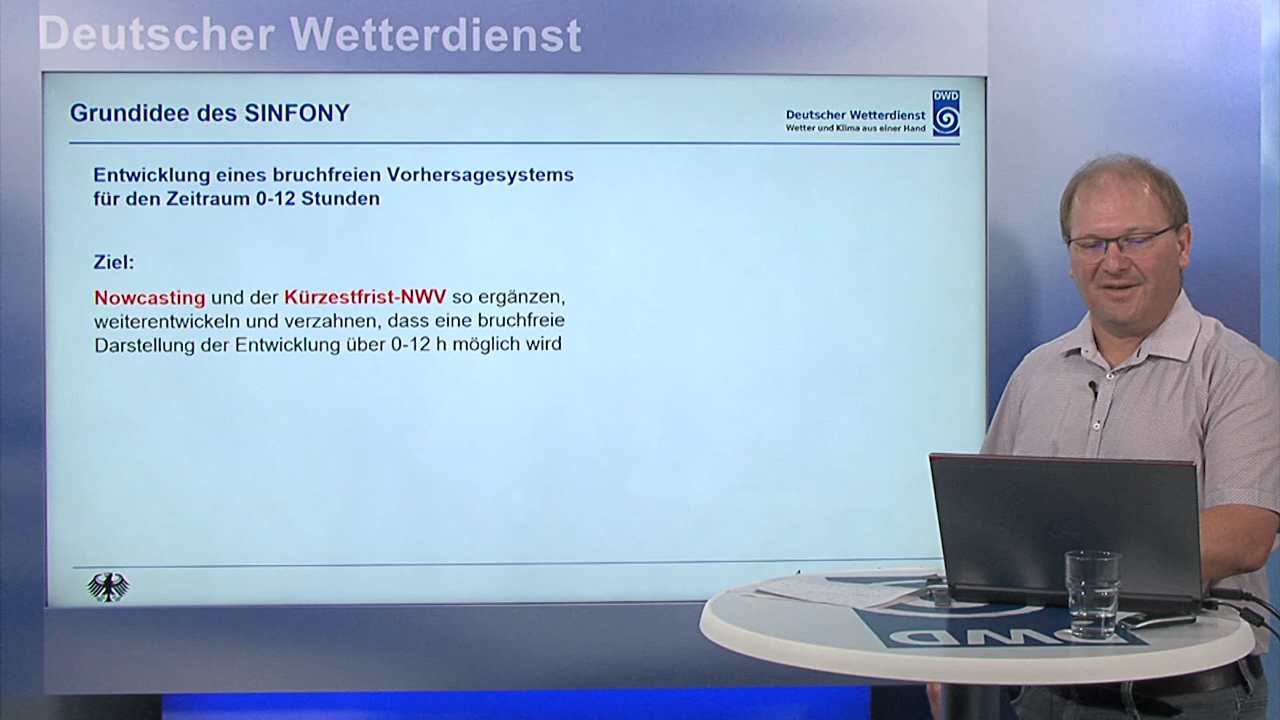 Deutscher Wetterdienst
Grundidee des SINFONY
DWD
Deutscher Wetterdienst
Wetter und Klima aus einer Hand
Entwicklung eines bruchfreien Vorhersagesystems
für den Zeitraum 0-12 Stunden
Ziel:
Nowcasting und der Kürzestfrist-NWV so ergänzen,
weiterentwickeln und verzahnen, dass eine bruchfreie
Darstellung der Entwicklung über 0-12 h möglich wird
DWD